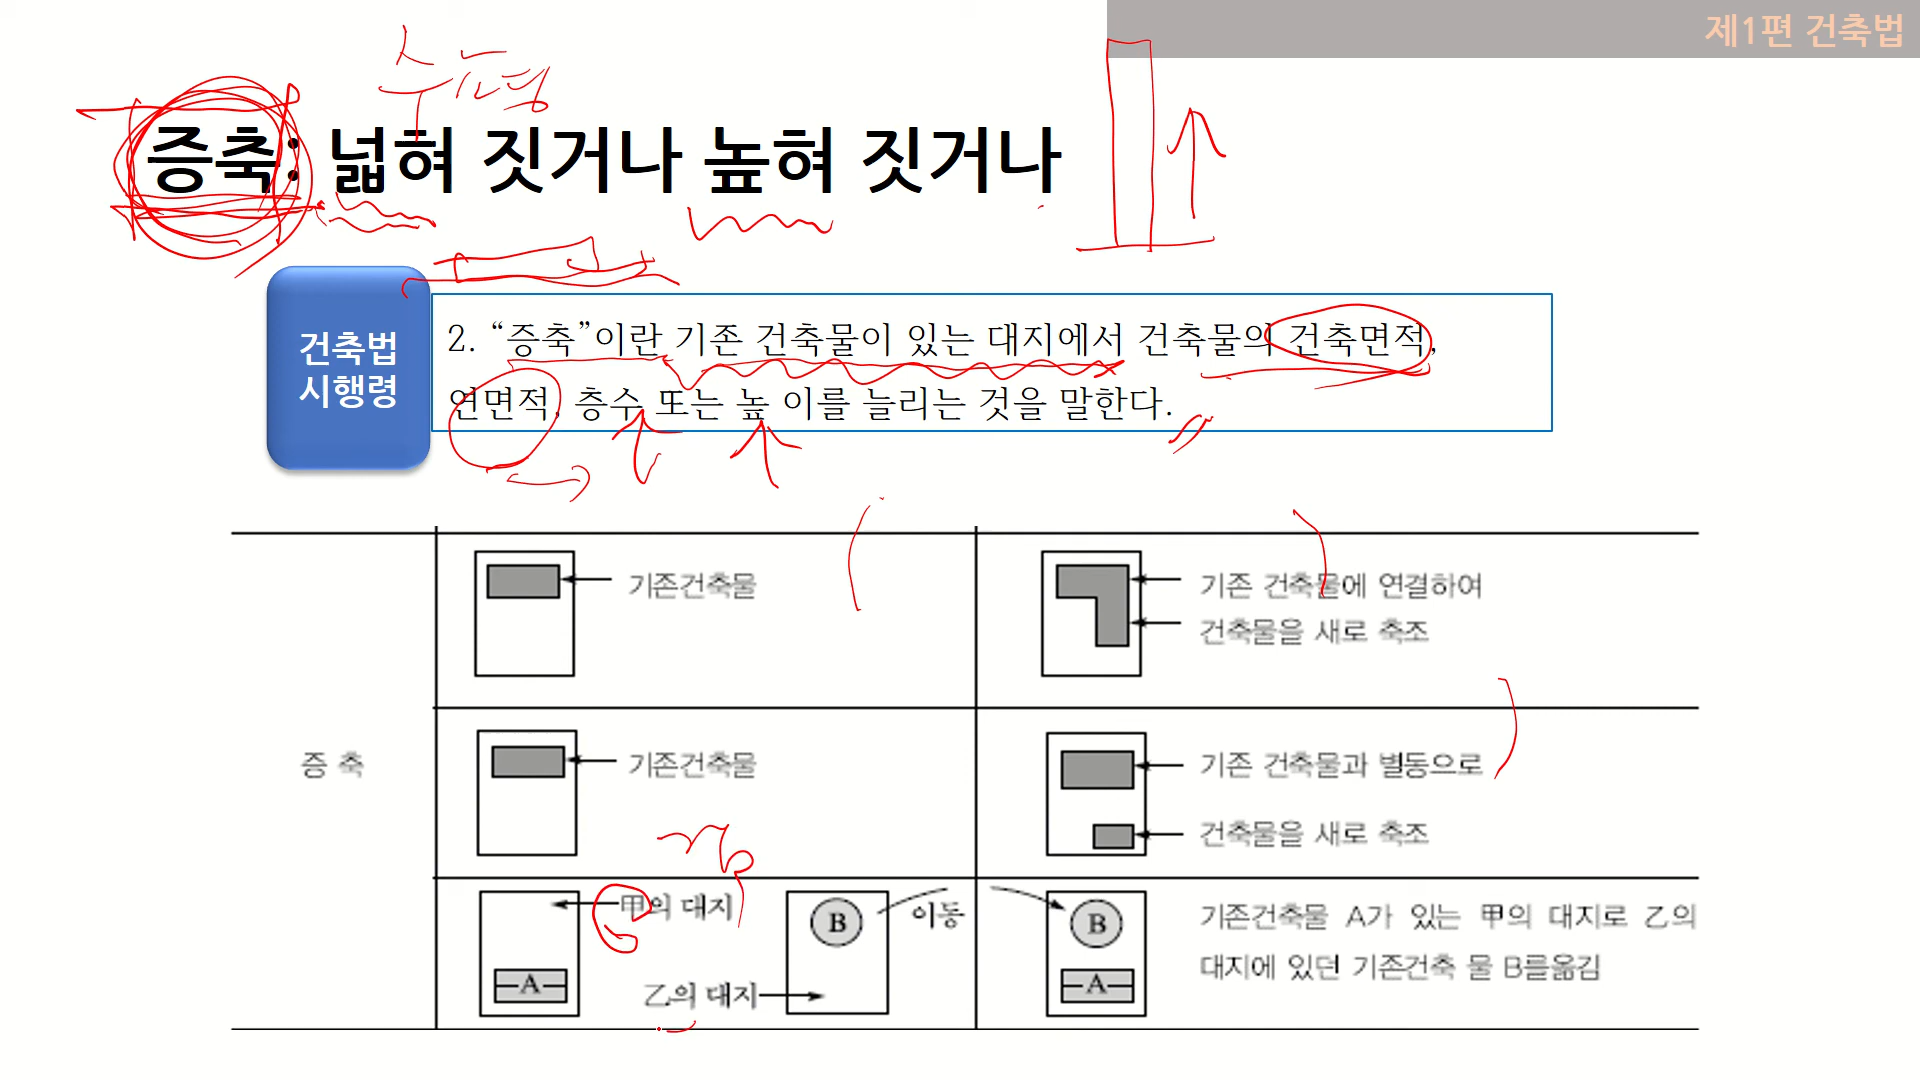 제1편 건축법
수평
증축: 넓혀 짓거나 높혀 짓거나
건축법
시행령
2. “증축”이란 기존 건축물이 있는 대지에서 건축물의 건축면적,
연면적, 층수 또는 높 이를 늘리는 것을 말한다.
증 축
기존건축물
기존 건축물에 연결하여
건축물을 새로 축조
기존건축물
기존 건축물과 별동으로
건축물을 새로 축조
甲의 대지
A
乙의 대지
B
이동
B
A
기존건축물 A가 있는 甲의 대지로 乙의
대지에 있던 기존건축 물 B를옮김